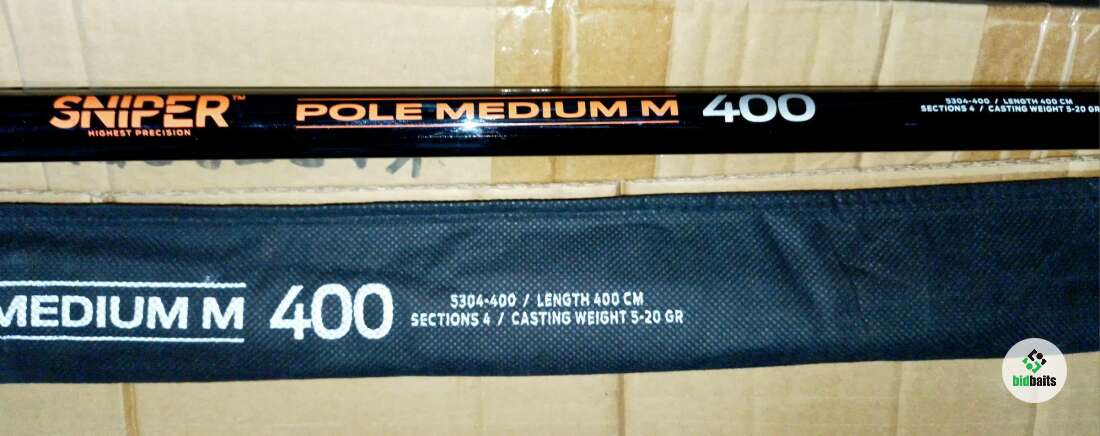 SNIPER™
HIGHEST PRECISION
POLE MEDIUM M 400
5304-400 / LENGTH 400 CM
SECTIONS 4 / CASTING WEIGHT 5-20 GR
MEDIUM M 400
5304-400 / LENGTH 400 CM
SECTIONS 4 / CASTING WEIGHT 5-20 GR
bidbaits